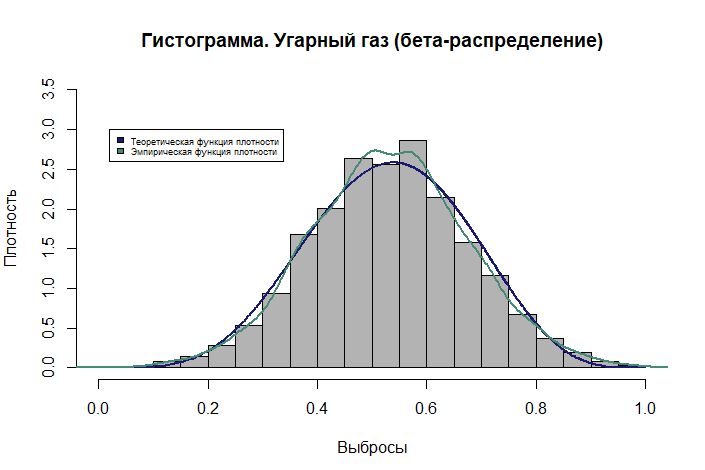 Гистограмма. Угарный газ (бета-распределение)
3.5
3.0
2.5
2.0
1.5
1.0
0.5
0.0
Плотность
Теоретическая функция плотности
Эмпирическая функция плотности
0.0 0.2 0.4 0.6 0.8 1.0
Выбросы